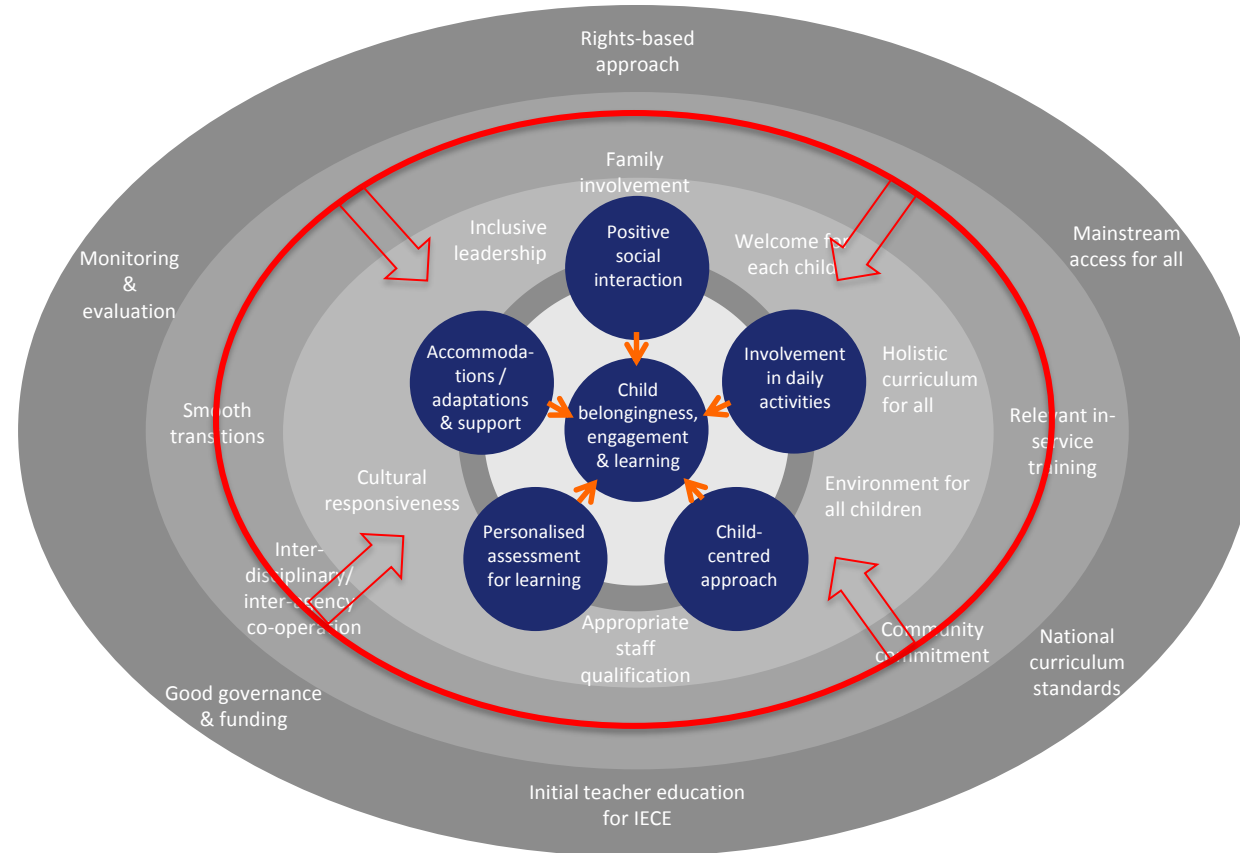 Rights-based
approach
Family
involvement
Inclusive
leadership
Positive
social
interaction
Welcome for
each child
Mainstream
access for all
Monitoring
&
evaluation
Accommoda-
tions /
adaptations
& support
Involvement
in daily
activities
Holistic
curriculum
for all
Child
belongingness,
engagement
& learning
Smooth
transitions
Relevant in-
service
training
Cultural
responsiveness
Environment for
all children
Personalised
assessment
for learning
Child-
centred
approach
Inter-
disciplinary/
inter-agency
co-operation
Appropriate
staff
qualification
Community
commitment
National
curriculum
standards
Good governance
& funding
Initial teacher education
for IECE